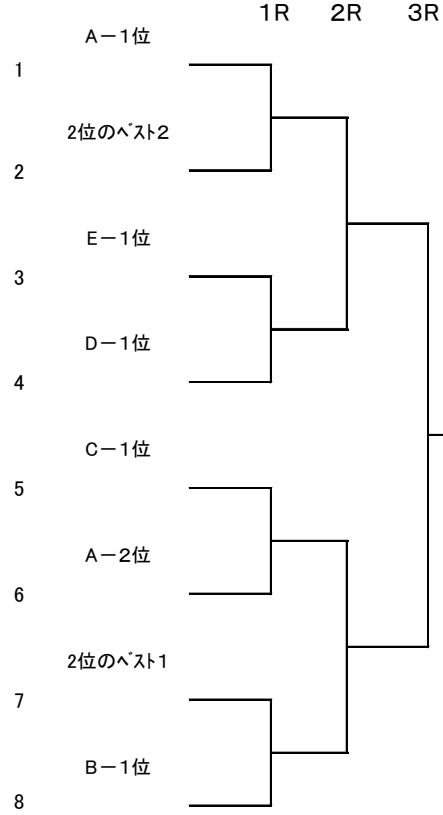 1R 2R 3R
A－1位
1
2位のﾍﾞｽﾄ2
2
E－1位
3
D－1位
4
C－1位
5
A－2位
6
2位のﾍﾞｽﾄ1
7
B－1位
8